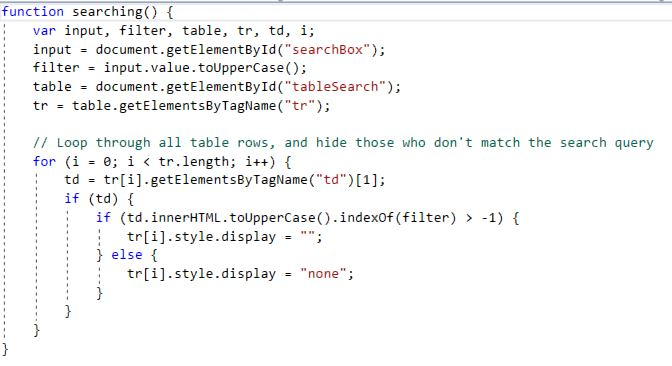 function searching() {
var input, filter, table, tr, td, i;
input = document.getElementById("searchBox");
filter = input.value.toUpperCase();
table = document.getElementById("tableSearch");
tr = table.getElementsByTagName("tr");
// Loop through all table rows, and hide those who don't match the search query
for (i = 0; i < tr.length; i++) {
td = tr[i].getElementsByTagName("td")[1];
if (td) {
if (td.innerHTML.toUpperCase().indexOf(filter) > -1) {
tr[i].style.display = "";
} else {
tr[i].style.display = "none";
}
}
}
}